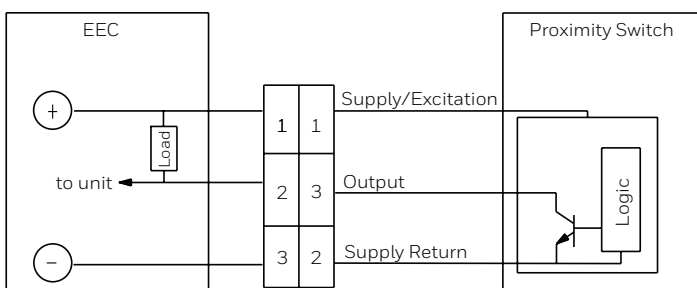 EEC
Proximity Switch
+
Supply/Excitation
Load
1 1
to unit
2 3
Output
Logic
-
3 2
Supply Return